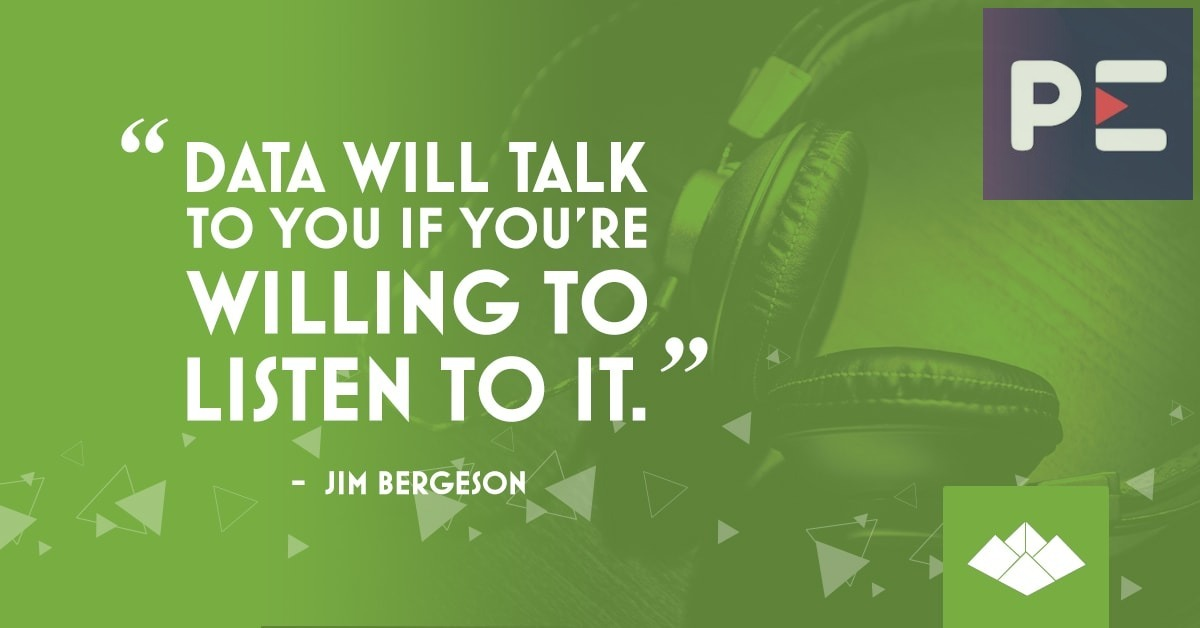 “DATA WILL TALK
TO YOU IF YOU’RE
WILLING TO
LISTEN TO IT.”
- JIM BERGESON
PE